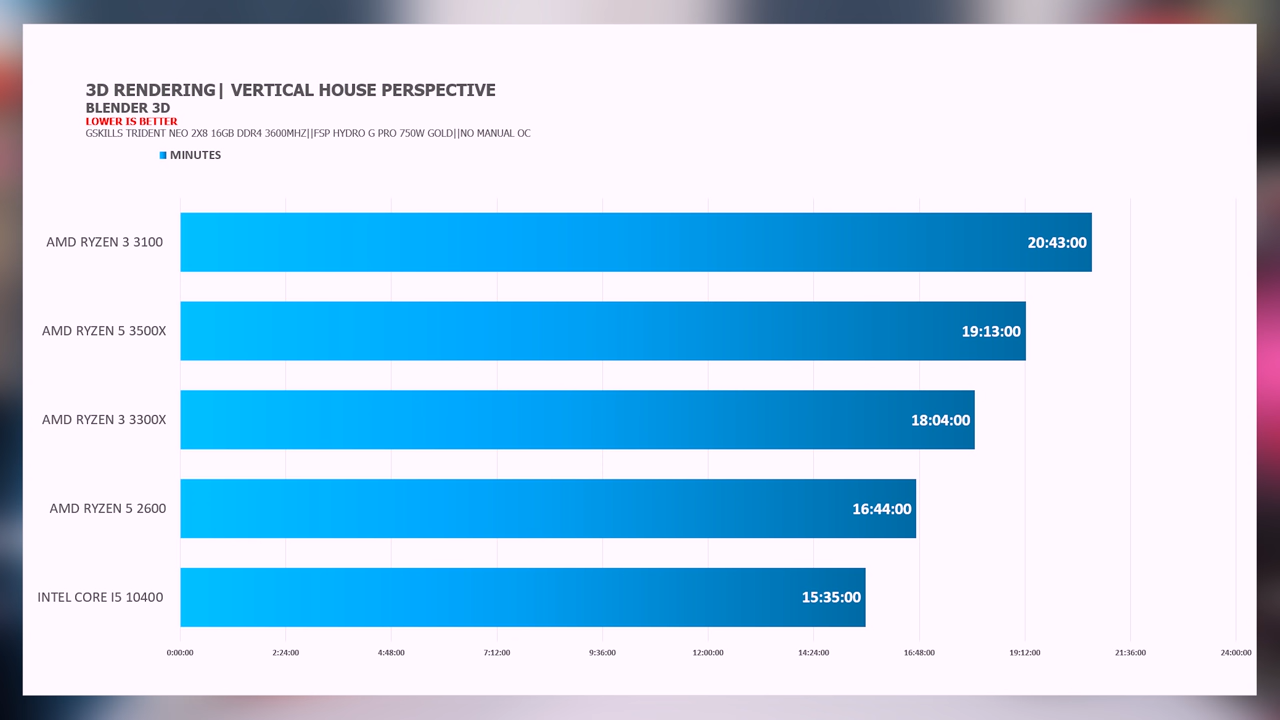 3D RENDERING| VERTICAL HOUSE PERSPECTIVE
BLENDER 3D
LOWER IS BETTER
GSKILLS TRIDENT NEO 2X8 16GB DDR4 3600MHZ||FSP HYDRO G PRO 750W GOLD||NO MANUAL OC
MINUTES
AMD RYZEN 3 3100 20:43:00
AMD RYZEN 5 3500X 19:13:00
AMD RYZEN 3 3300X 18:04:00
AMD RYZEN 5 2600 16:44:00
INTEL CORE I5 10400 15:35:00
0:00:00 2:24:00 4:48:00 7:12:00 9:36:00 12:00:00 14:24:00 16:48:00 19:12:00 21:36:00 24:00:00